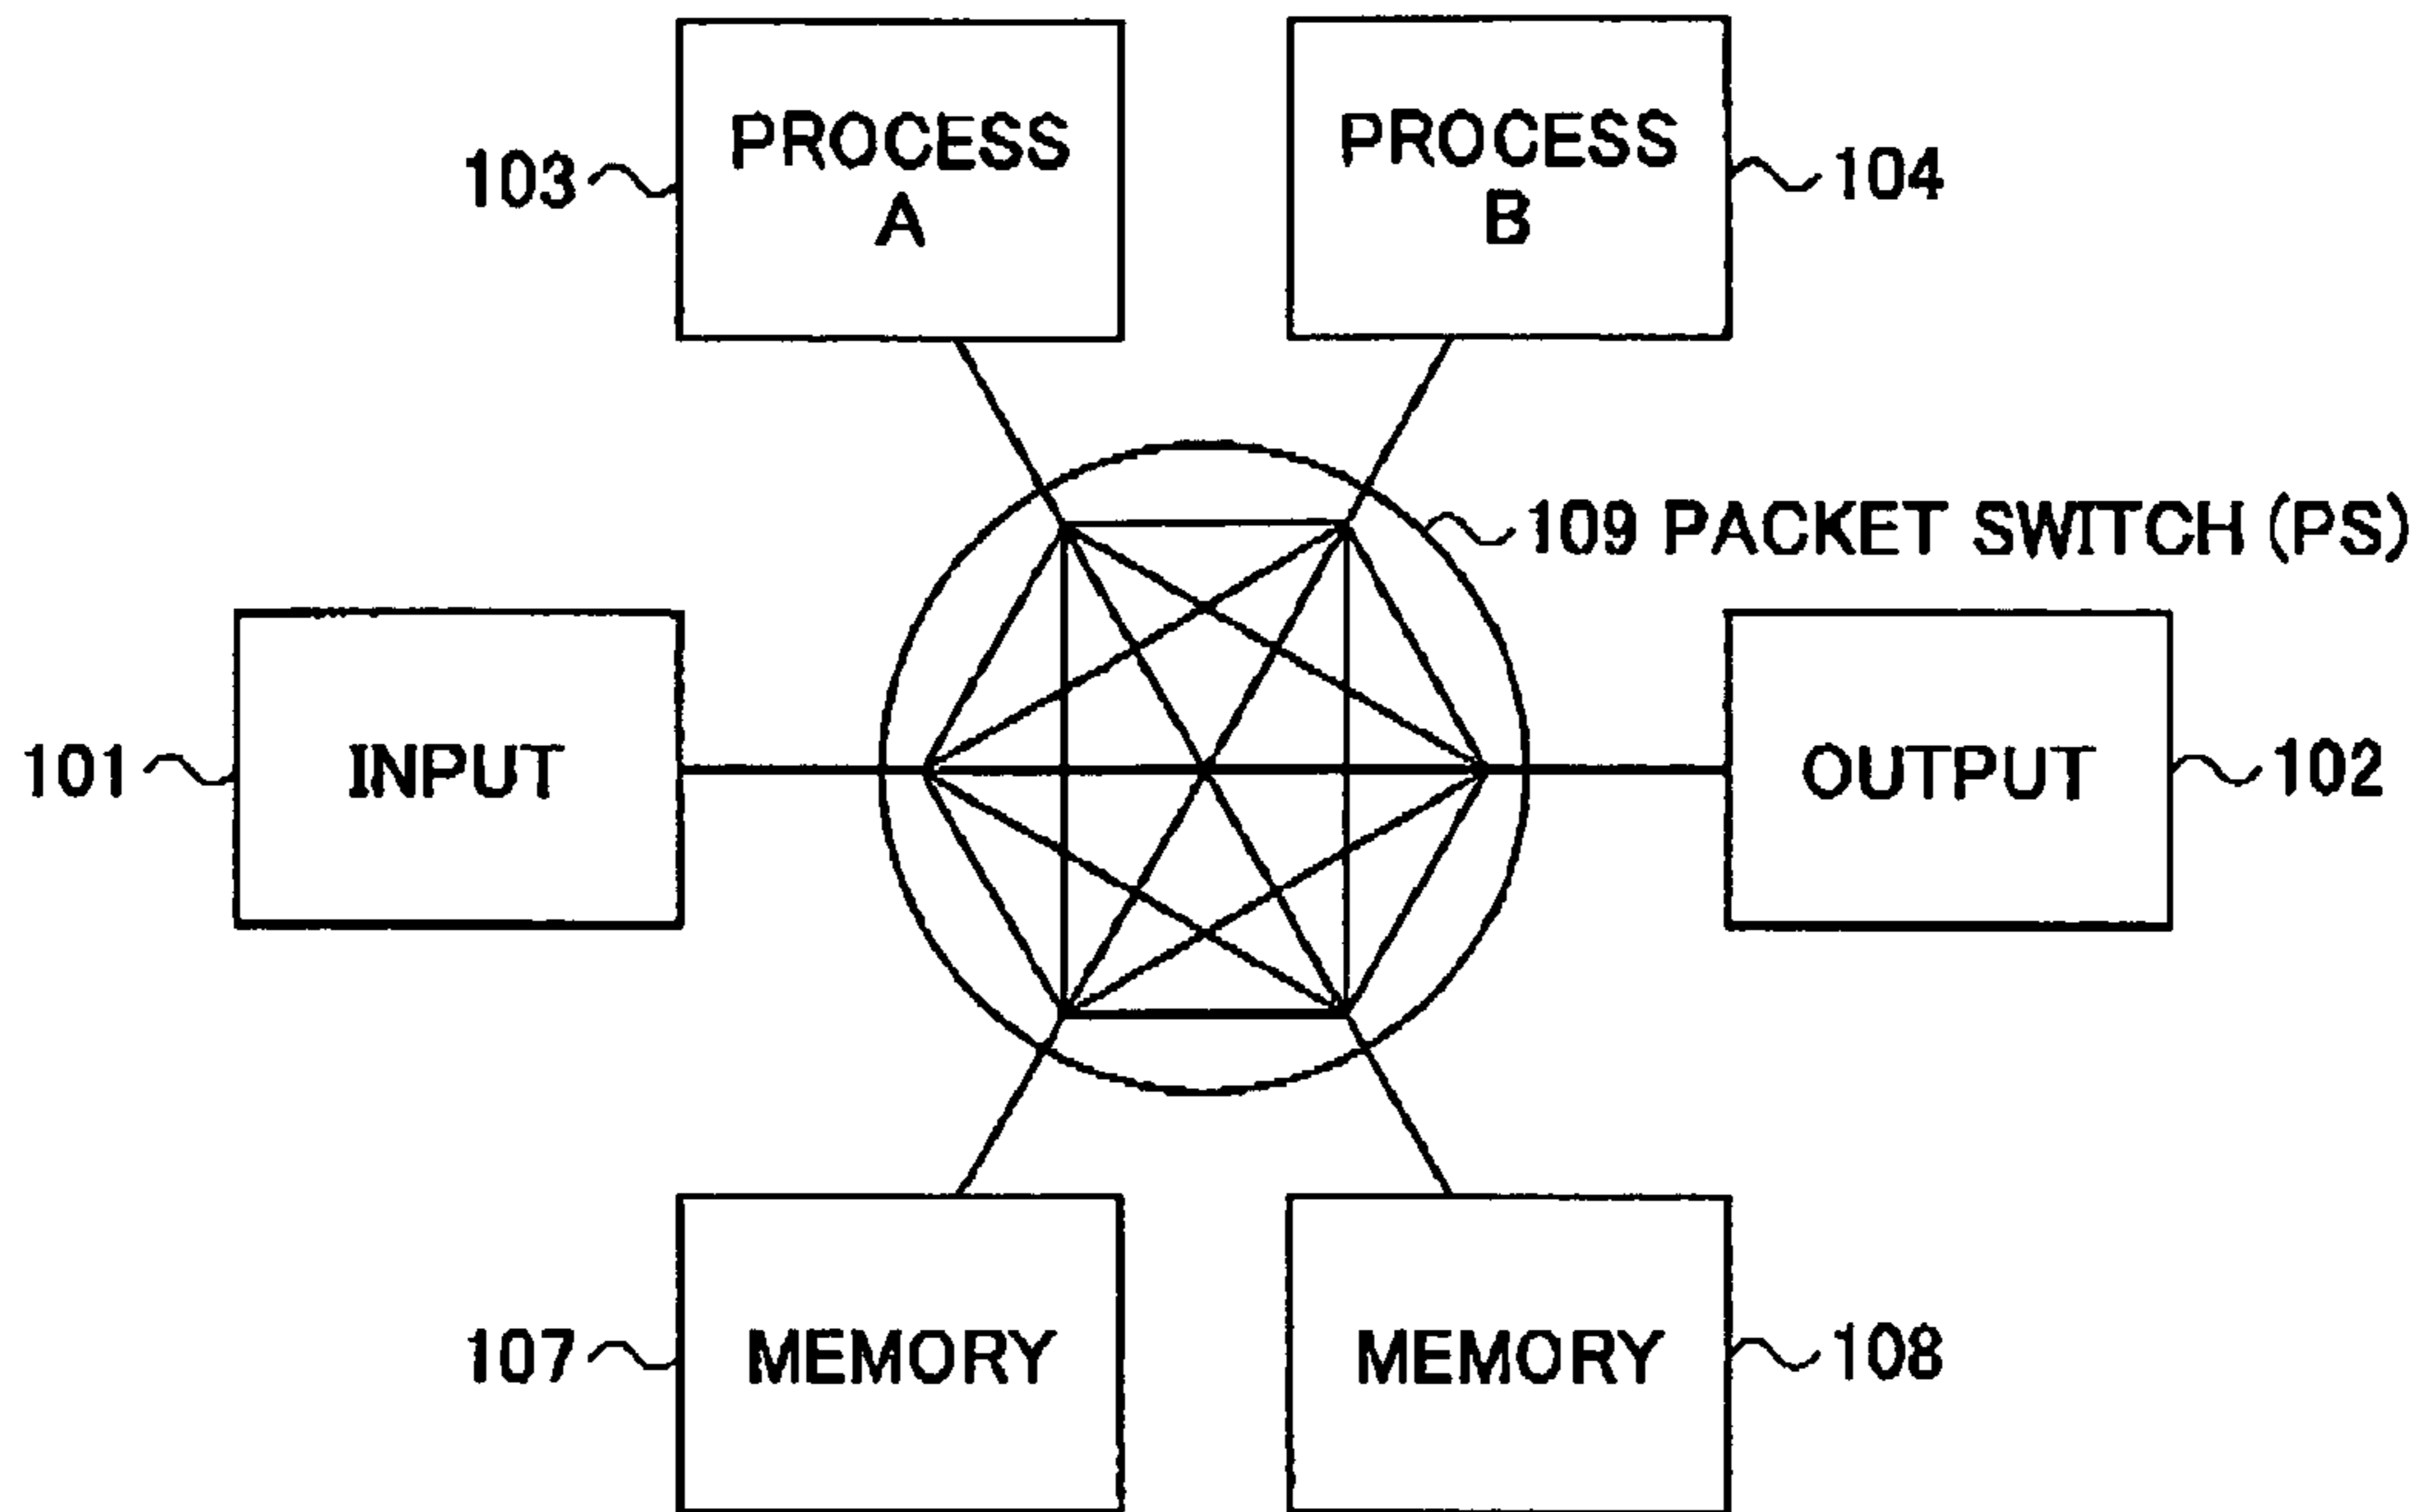 PROCESS
A
103
PROCESS
B
104
109 PACKET SWITCH (PS)
101
INPUT
OUTPUT
102
107
MEMORY
MEMORY
108